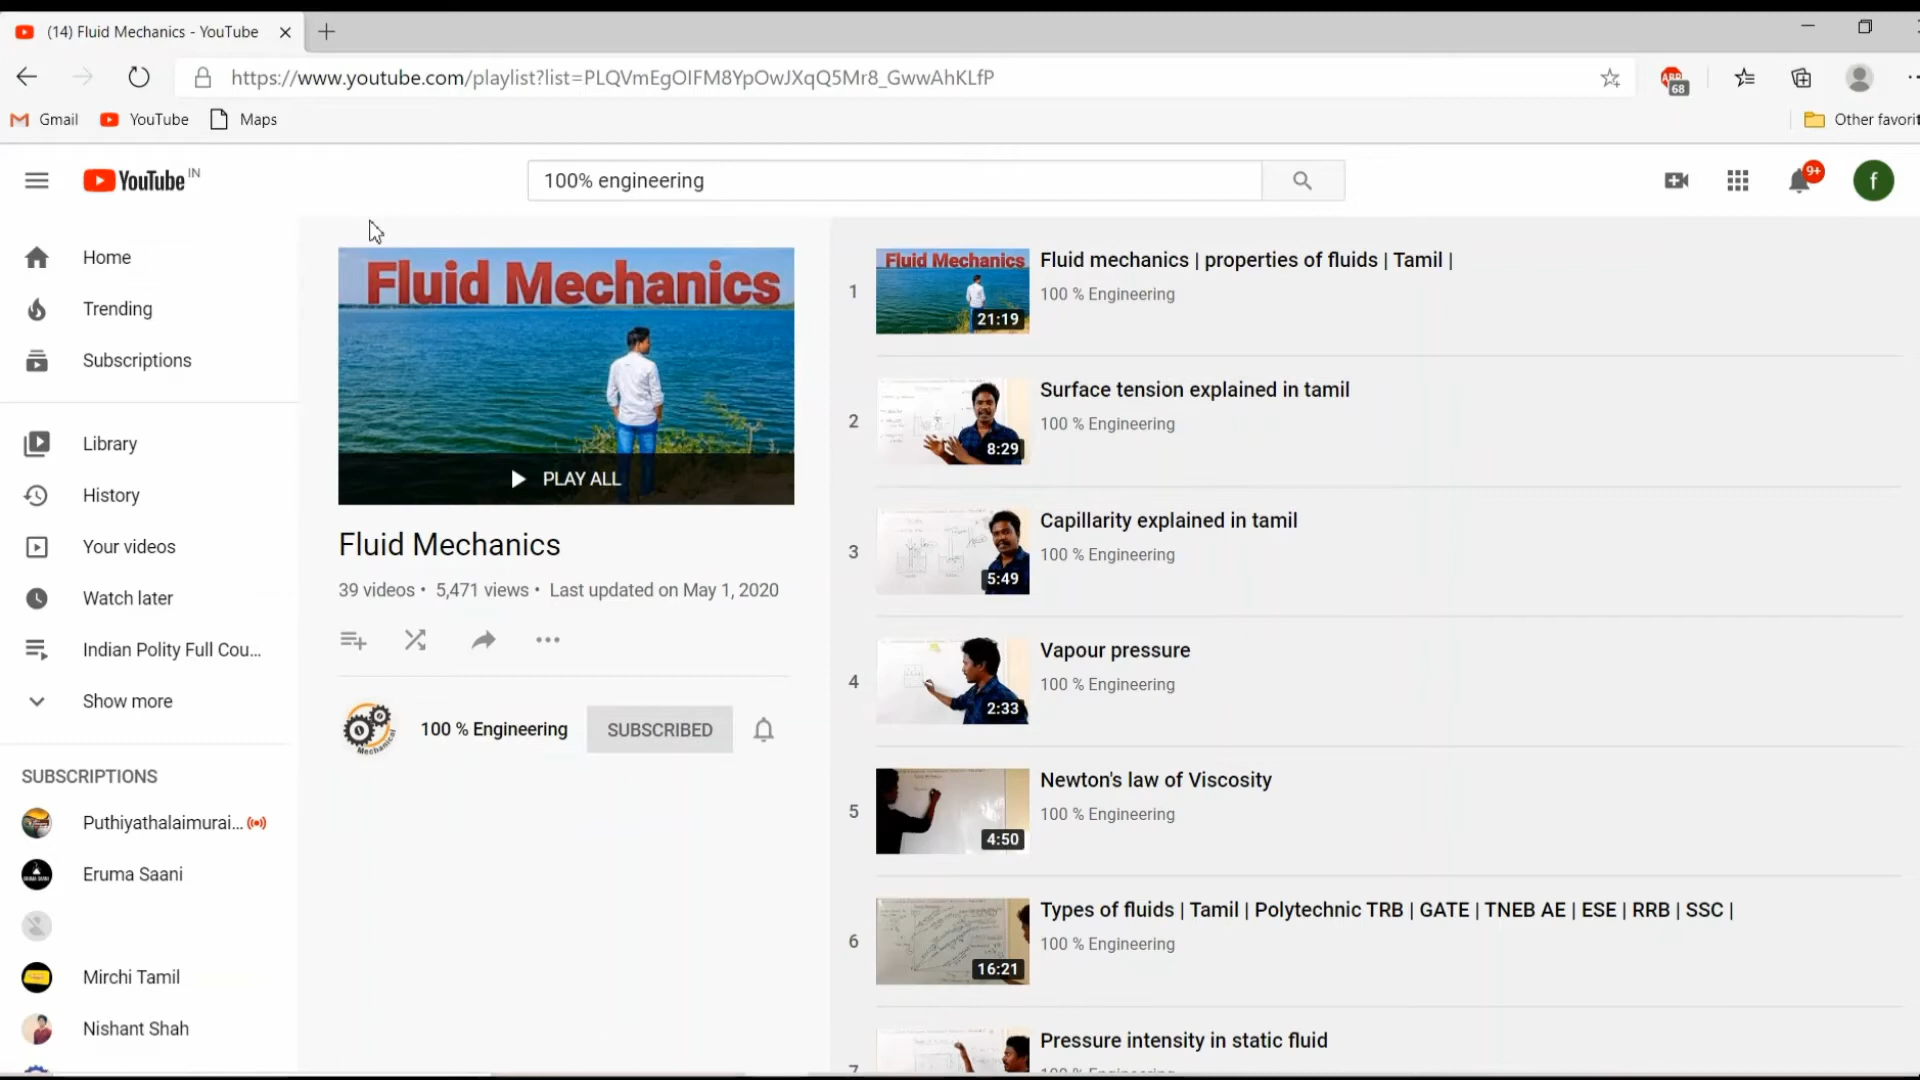 (14) Fluid Mechanics - YouTube
https://www.youtube.com/playlist?list=PLQVmEgOIFM8YpOwJXqQ5Mr8_GwwAhKLfP
ABP
68
Gmail
YouTube
Maps
Other favorit
YouTube IN
100% engineering
9+
f
Home
Trending
Subscriptions
Library
History
Your videos
Watch later
Indian Polity Full Cou...
Show more
SUBSCRIPTIONS
Puthiyathalaimurai...
Eruma Saani
Mirchi Tamil
Nishant Shah
Fluid Mechanics
PLAY ALL
Fluid Mechanics
39 videos • 5,471 views • Last updated on May 1, 2020
Mechanical
100 % Engineering
SUBSCRIBED
1
Fluid Mechanics
21:19
Fluid mechanics | properties of fluids | Tamil |
100 % Engineering
2
8:29
Surface tension explained in tamil
100 % Engineering
3
5:49
Capillarity explained in tamil
100 % Engineering
4
2:33
Vapour pressure
100 % Engineering
5
4:50
Newton's law of Viscosity
100 % Engineering
6
16:21
Types of fluids | Tamil | Polytechnic TRB | GATE | TNEB AE | ESE | RRB | SSC |
100 % Engineering
7
Pressure intensity in static fluid
100 % Engineering